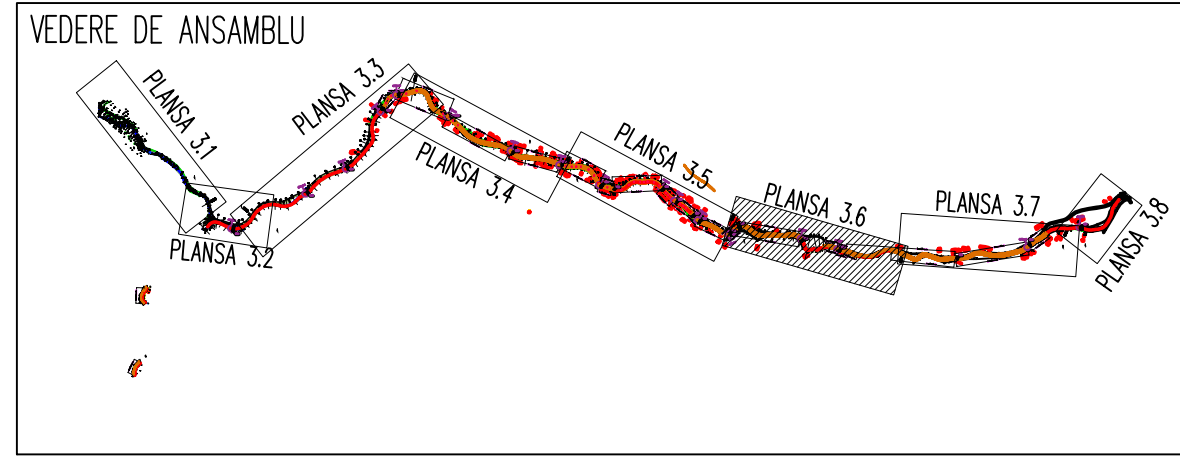 VEDERE DE ANSAMBLU
PLANSA 3.1
PLANSA 3.2
PLANSA 3.3
PLANSA 3.4
PLANSA 3.5
PLANSA 3.6
PLANSA 3.7
PLANSA 3.8